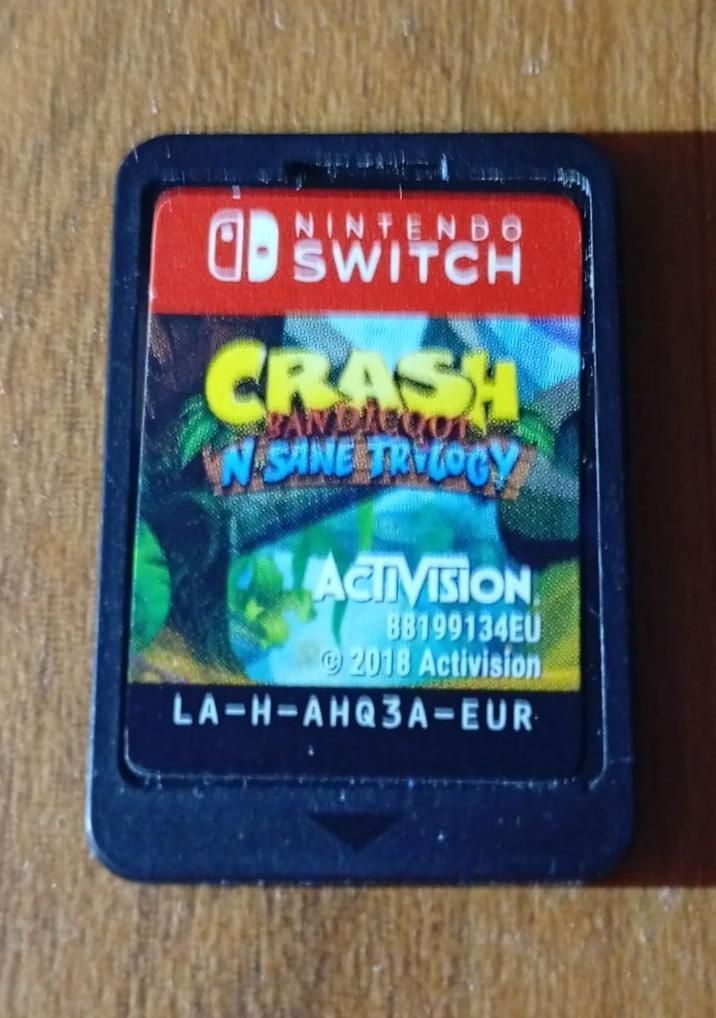 NINTENDO
SWITCH
CRASH
BANDICOOT
N SANE TRILOGY
ACTIVISION.
88199134EU
© 2018 Activision
LA-H-AHQ3A-EUR